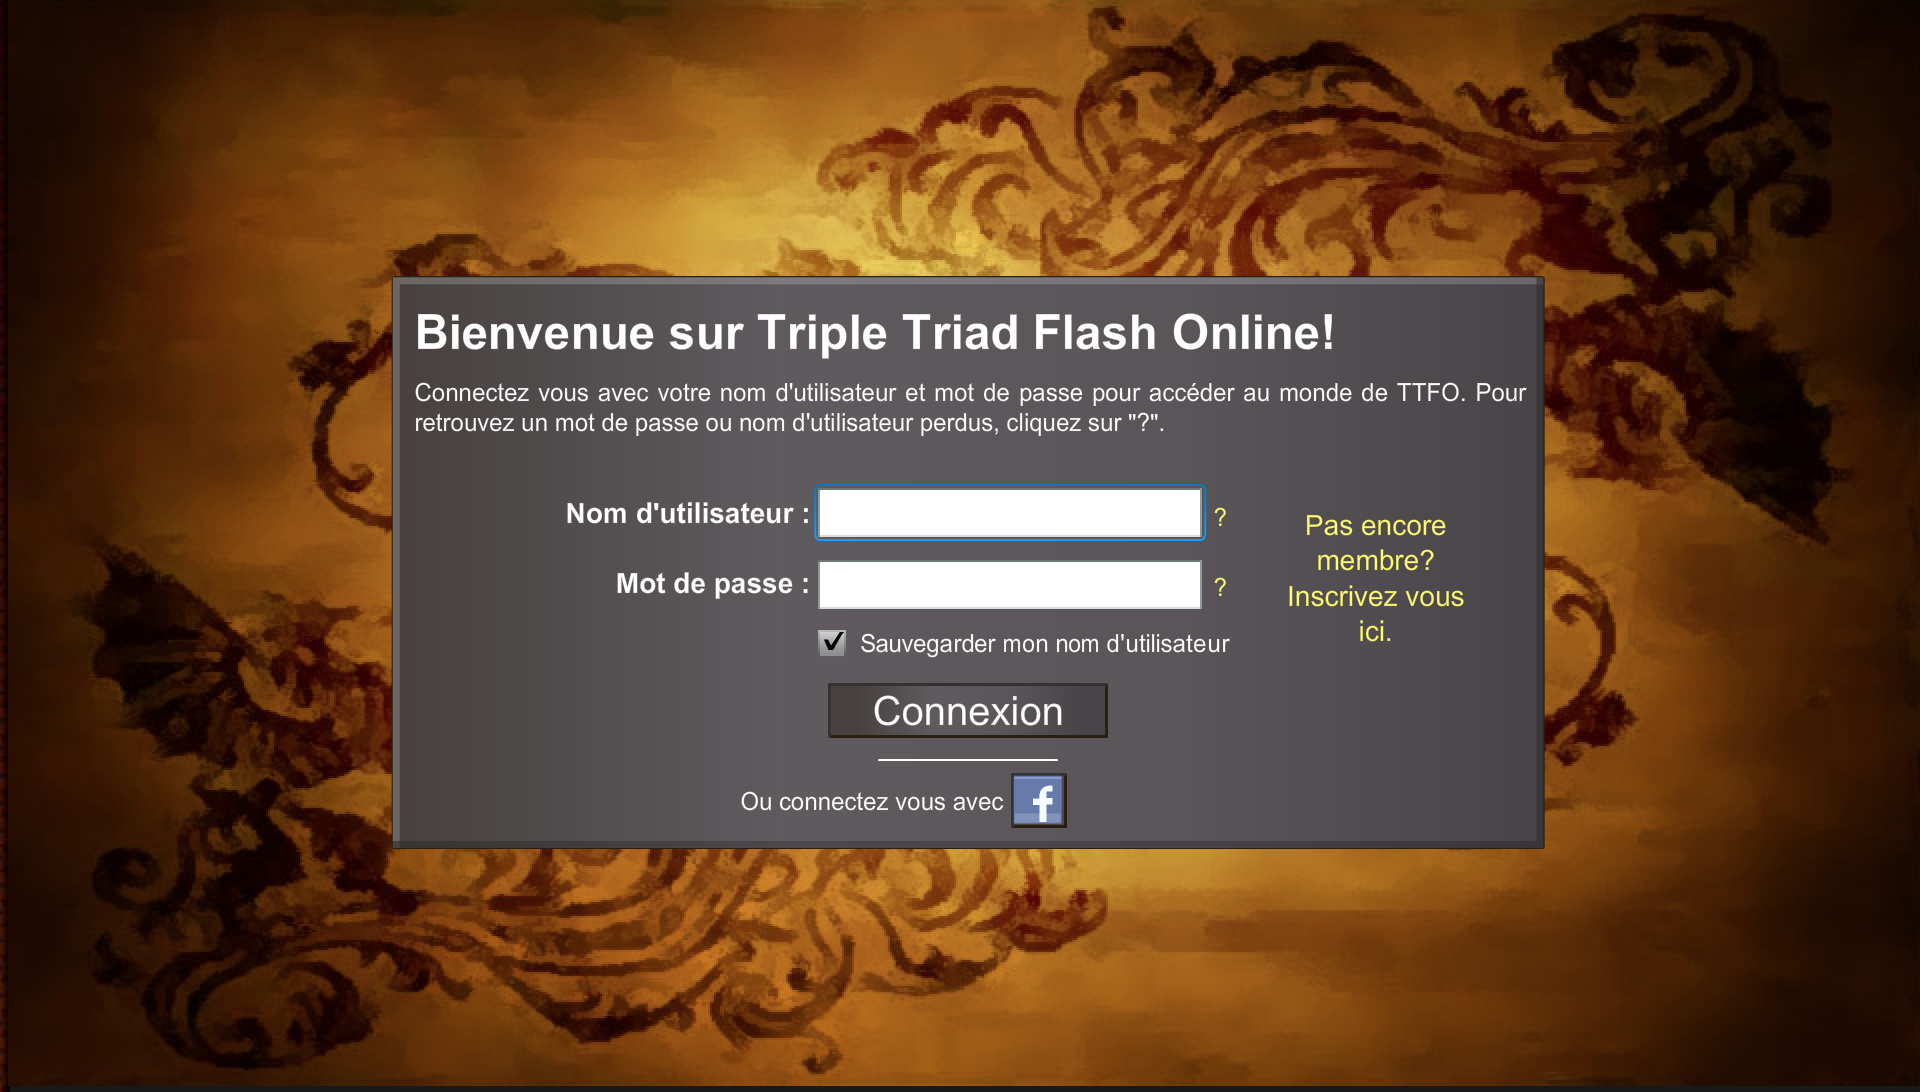 Bienvenue sur Triple Triad Flash Online!
Connectez vous avec votre nom d'utilisateur et mot de passe pour accéder au monde de TTFO. Pour
retrouvez un mot de passe ou nom d'utilisateur perdus, cliquez sur "?".
Nom d'utilisateur : ?
Mot de passe : ?
Sauvegarder mon nom d'utilisateur
Pas encore
membre?
Inscrivez vous
ici.
Connexion
Ou connectez vous avec f